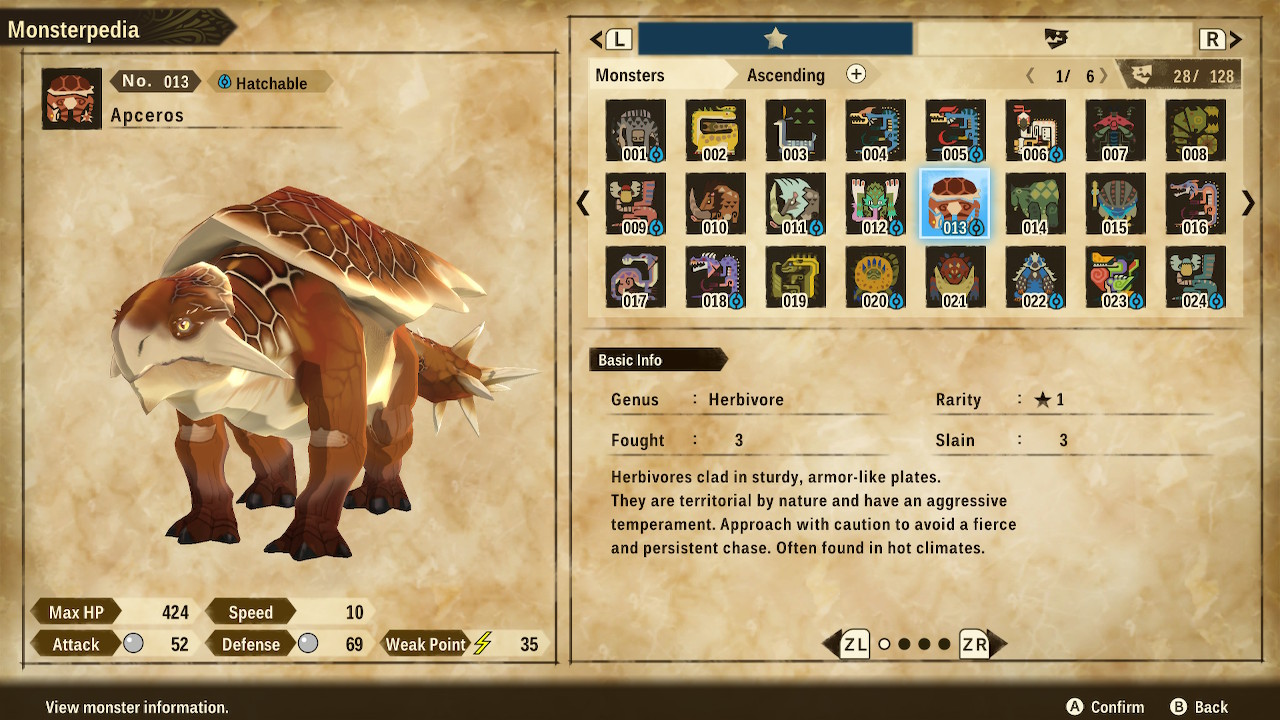 Monsterpedia
No. 013
Hatchable
Apceros
L
R
Monsters
Ascending
1/ 6
28/ 128
001
002
003
004
005
006
007
008
009
010
011
012
013
014
015
016
017
018
019
020
021
022
023
024
Basic Info
Genus : Herbivore
Rarity : ★ 1
Fought : 3
Slain : 3
Herbivores clad in sturdy, armor-like plates.
They are territorial by nature and have an aggressive
temperament. Approach with caution to avoid a fierce
and persistent chase. Often found in hot climates.
Max HP 424
Speed 10
Attack 52
Defense 69
Weak Point 35
ZL
ZR
View monster information.
A Confirm
B Back